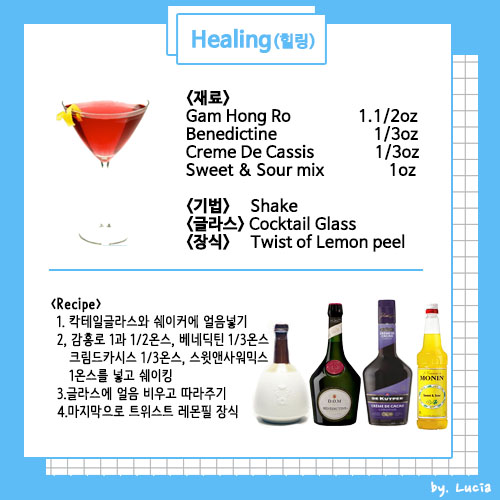 Healing(힐링)
<재료>
Gam Hong Ro 1.1/2oz
Benedictine 1/3oz
Creme De Cassis 1/3oz
Sweet & Sour mix 1oz
<기법> Shake
<글라스> Cocktail Glass
<장식> Twist of Lemon peel
<Recipe>
1. 칵테일글라스와 쉐이커에 얼음넣기
2, 감홍로 1과 1/2온스, 베네딕틴 1/3온스
크림드카시스 1/3온스, 스윗앤사워믹스
1온스를 넣고 쉐이킹
3.글라스에 얼음 비우고 따라주기
4.마지막으로 트위스트 레몬필 장식
D.O.M
BENEDICTINE
DE KUYPER
CREME DE CACAO
MONIN
by. Lucia